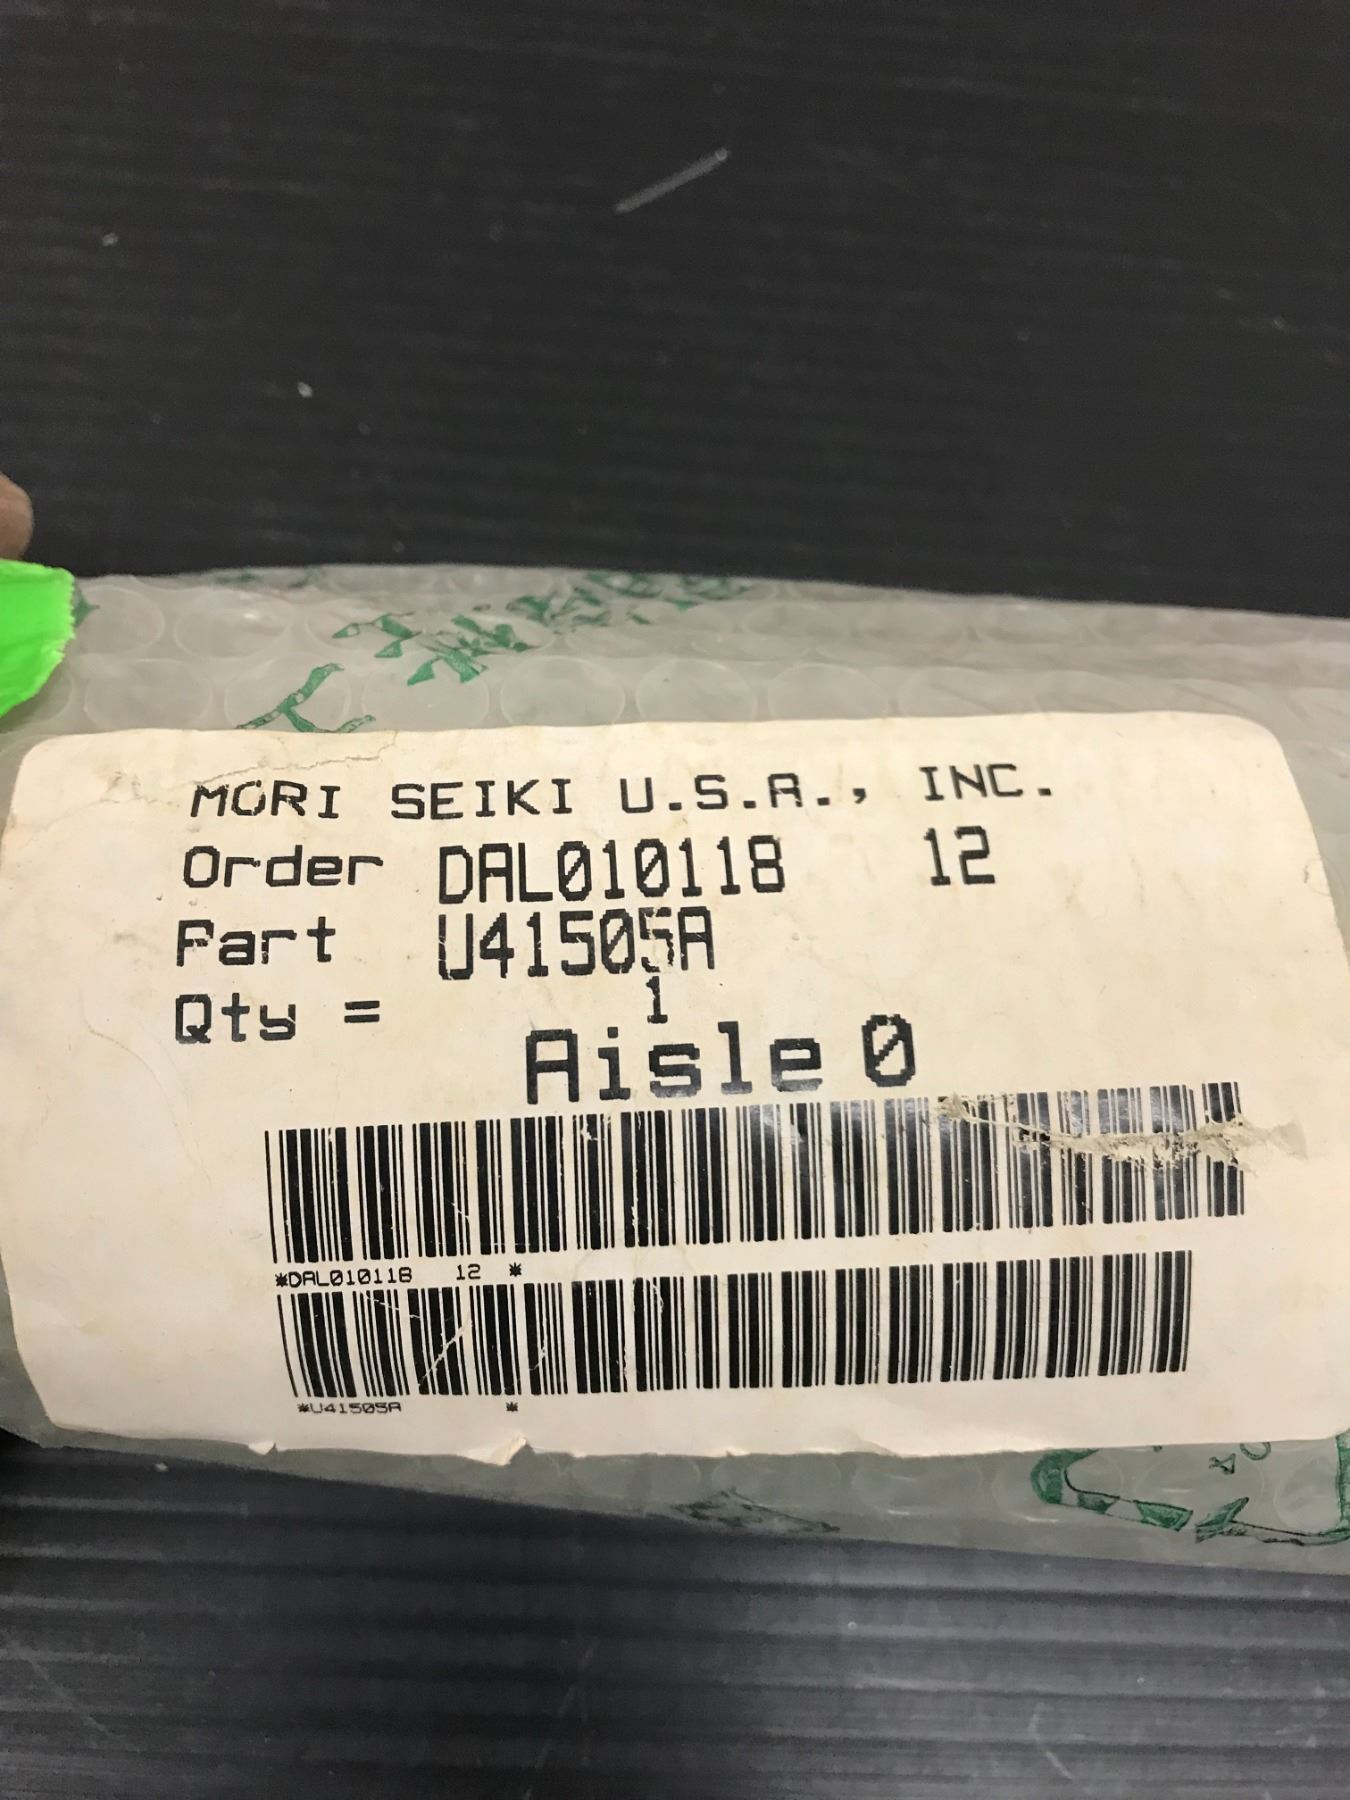 MORI SEIKI U.S.A., INC.
Order DAL010118 12
Part U41505A
Qty = 1
Aisle 0
*DAL010118 12 *
*U41505A *